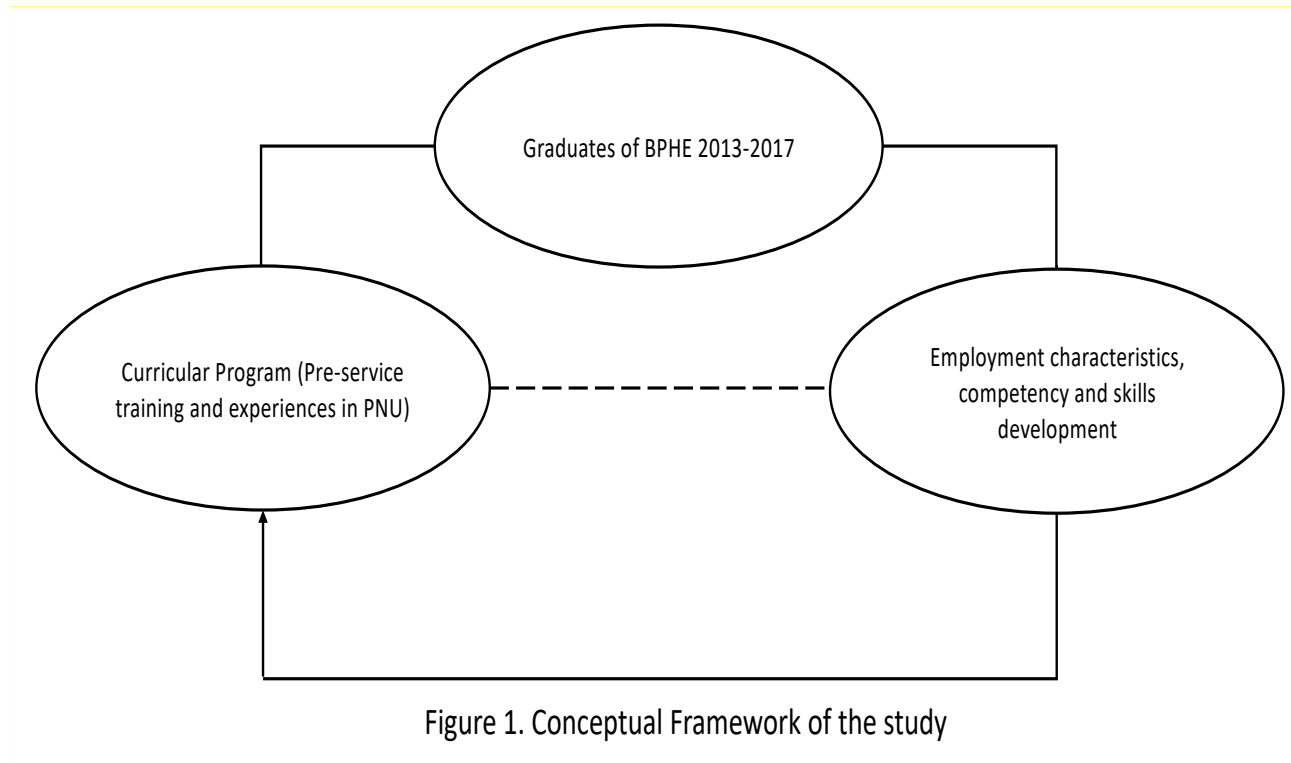 Graduates of BPHE 2013-2017
Curricular Program (Pre-service
training and experiences in PNU)
Employment characteristics,
competency and skills
development
Figure 1. Conceptual Framework of the study